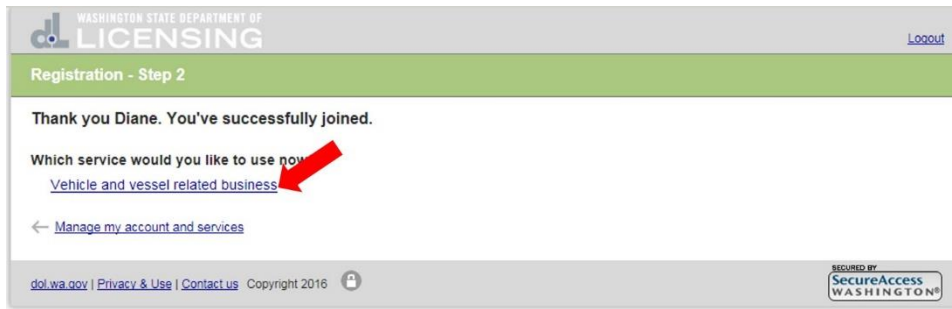 WASHINGTON STATE DEPARTMENT OF
dol LICENSING
Logout
Registration - Step 2
Thank you Diane. You've successfully joined.
Which service would you like to use now
Vehicle and vessel related business
← Manage my account and services
dol.wa.gov | Privacy & Use | Contact us Copyright 2016
SECURED BY
SecureAccess
WASHINGTON®